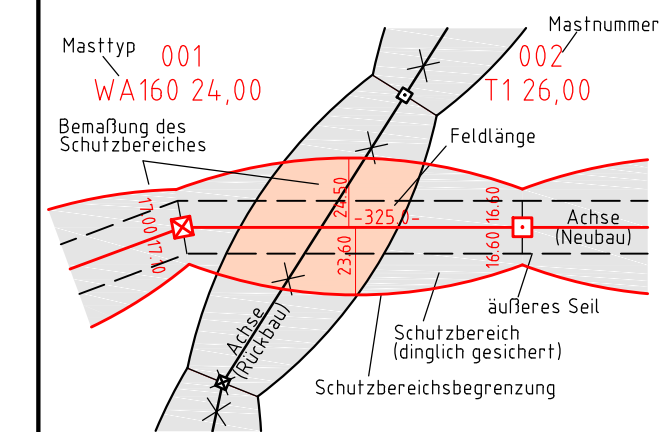 Mastnummer
Masttyp
001
002
WA160 24,00
T1 26,00
Bemaßung des
Schutzbereiches
Feldlänge
17.00
17.10
24.50
23.60
-325.0-
16.60
16.60
Achse
(Neubau)
äußeres Seil
Achse
(Rückbau)
Schutzbereich
(dinglich gesichert)
Schutzbereichsbegrenzung